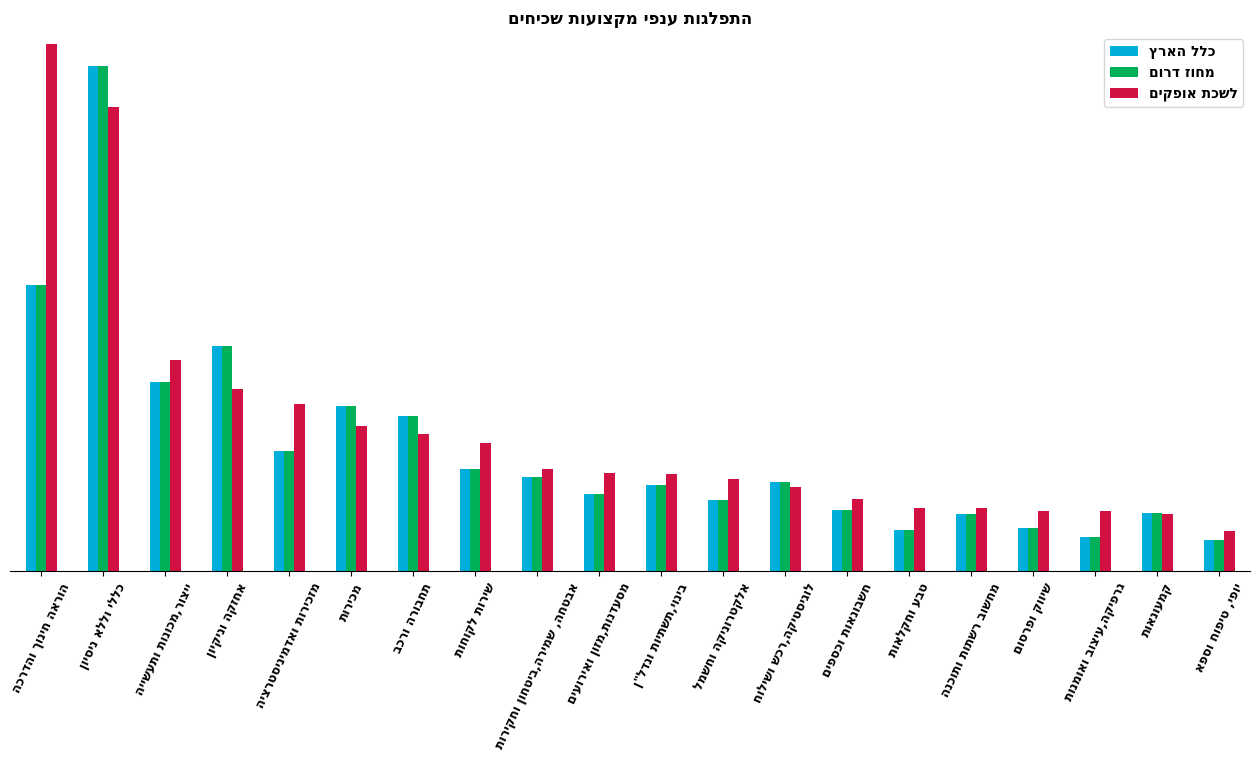 התפלגות ענפי מקצועות שכיחים
כלל הארץ
מחוז דרום
לשכת אופקים
הוראה חינוך והדרכה
כללי וללא ניסיון
ייצור,מכונות ותעשייה
אחזקה וניקיון
מזכירות ואדמיניסטרציה
מכירות
תחבורה ורכב
שירות לקוחות
אבטחה, שמירה,ביטחון וחקירות
מסעדנות,מזון ואירועים
בינוי,תשתיות ונדל"ן
אלקטרוניקה וחשמל
לוגיסטיקה,רכש ושילוח
חשבונאות וכספים
טבע וחקלאות
מחשוב רשתות ותוכנה
שיווק ופרסום
גרפיקה,עיצוב ואומנות
קמעונאות
יופי, טיפוח וספא